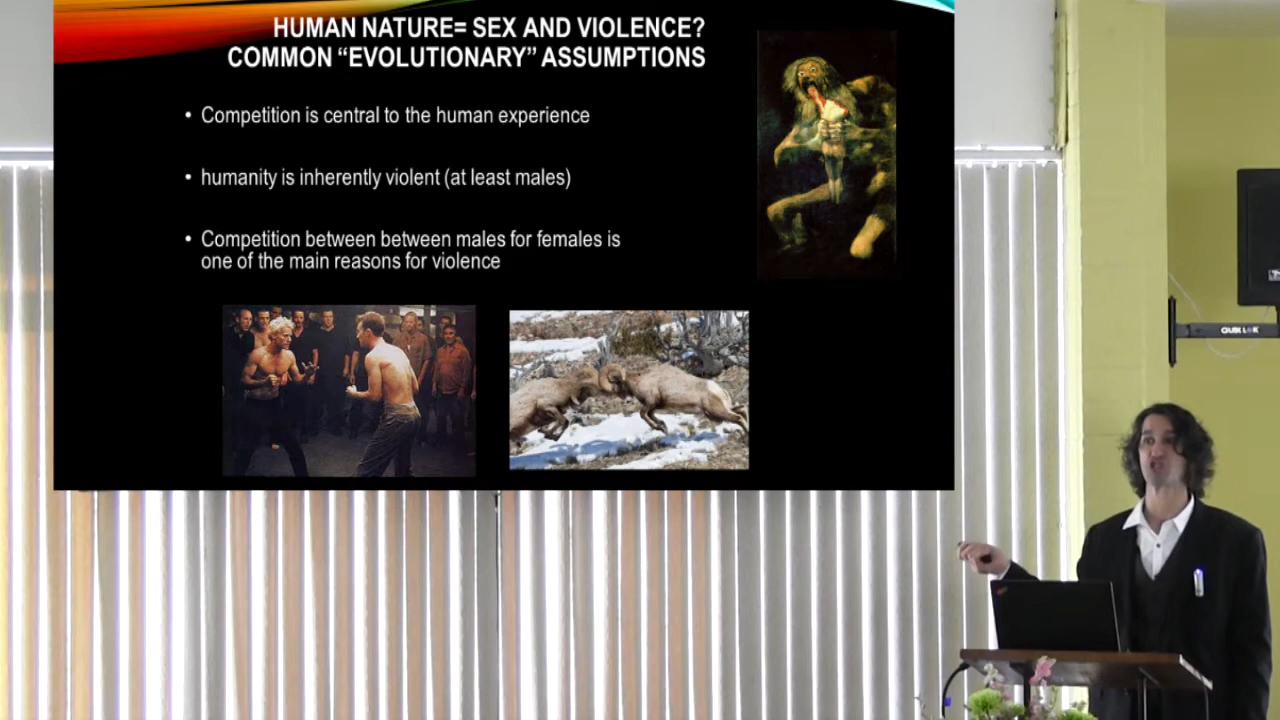 HUMAN NATURE= SEX AND VIOLENCE?
COMMON “EVOLUTIONARY” ASSUMPTIONS
• Competition is central to the human experience
• humanity is inherently violent (at least males)
• Competition between between males for females is
one of the main reasons for violence